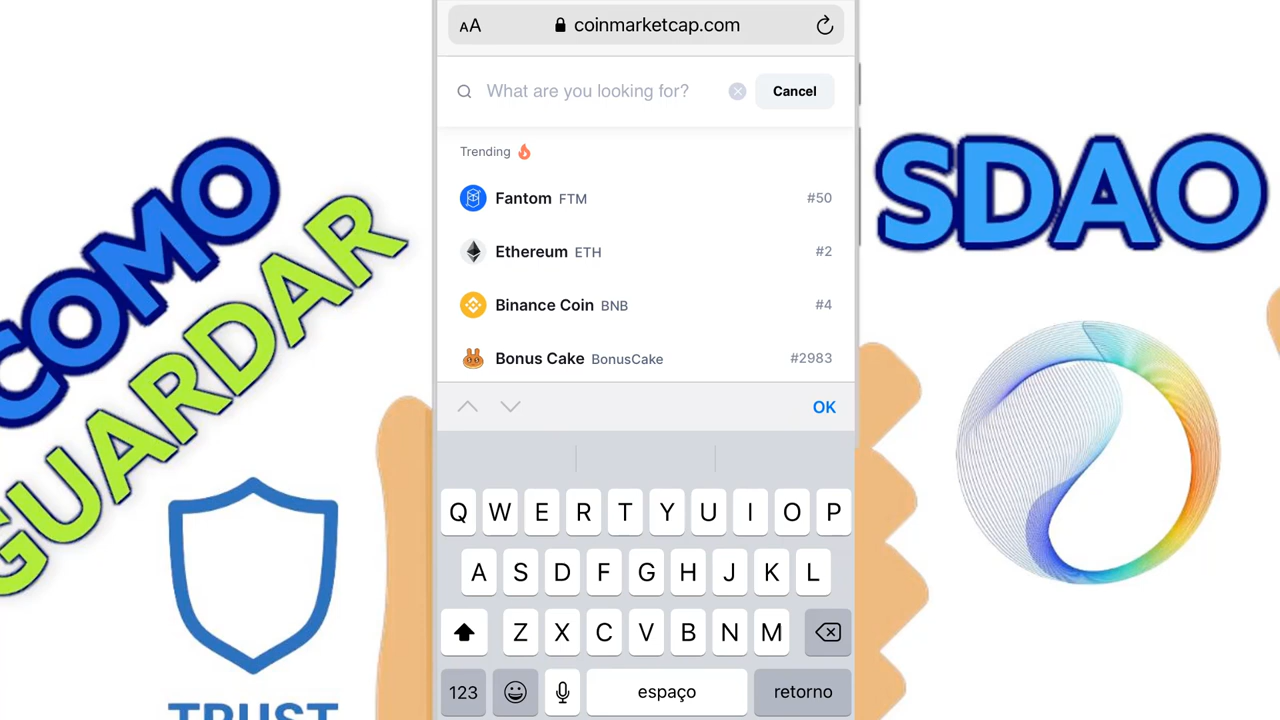 AA coinmarketcap.com
What are you looking for? Cancel
Trending
Fantom FTM #50
Ethereum ETH #2
Binance Coin BNB #4
Bonus Cake BonusCake #2983
OK
Q W E R T Y U I O P
A S D F G H J K L
Z X C V B N M
123 espaço retorno
COMO
GUARDAR
TRUST
SDAO